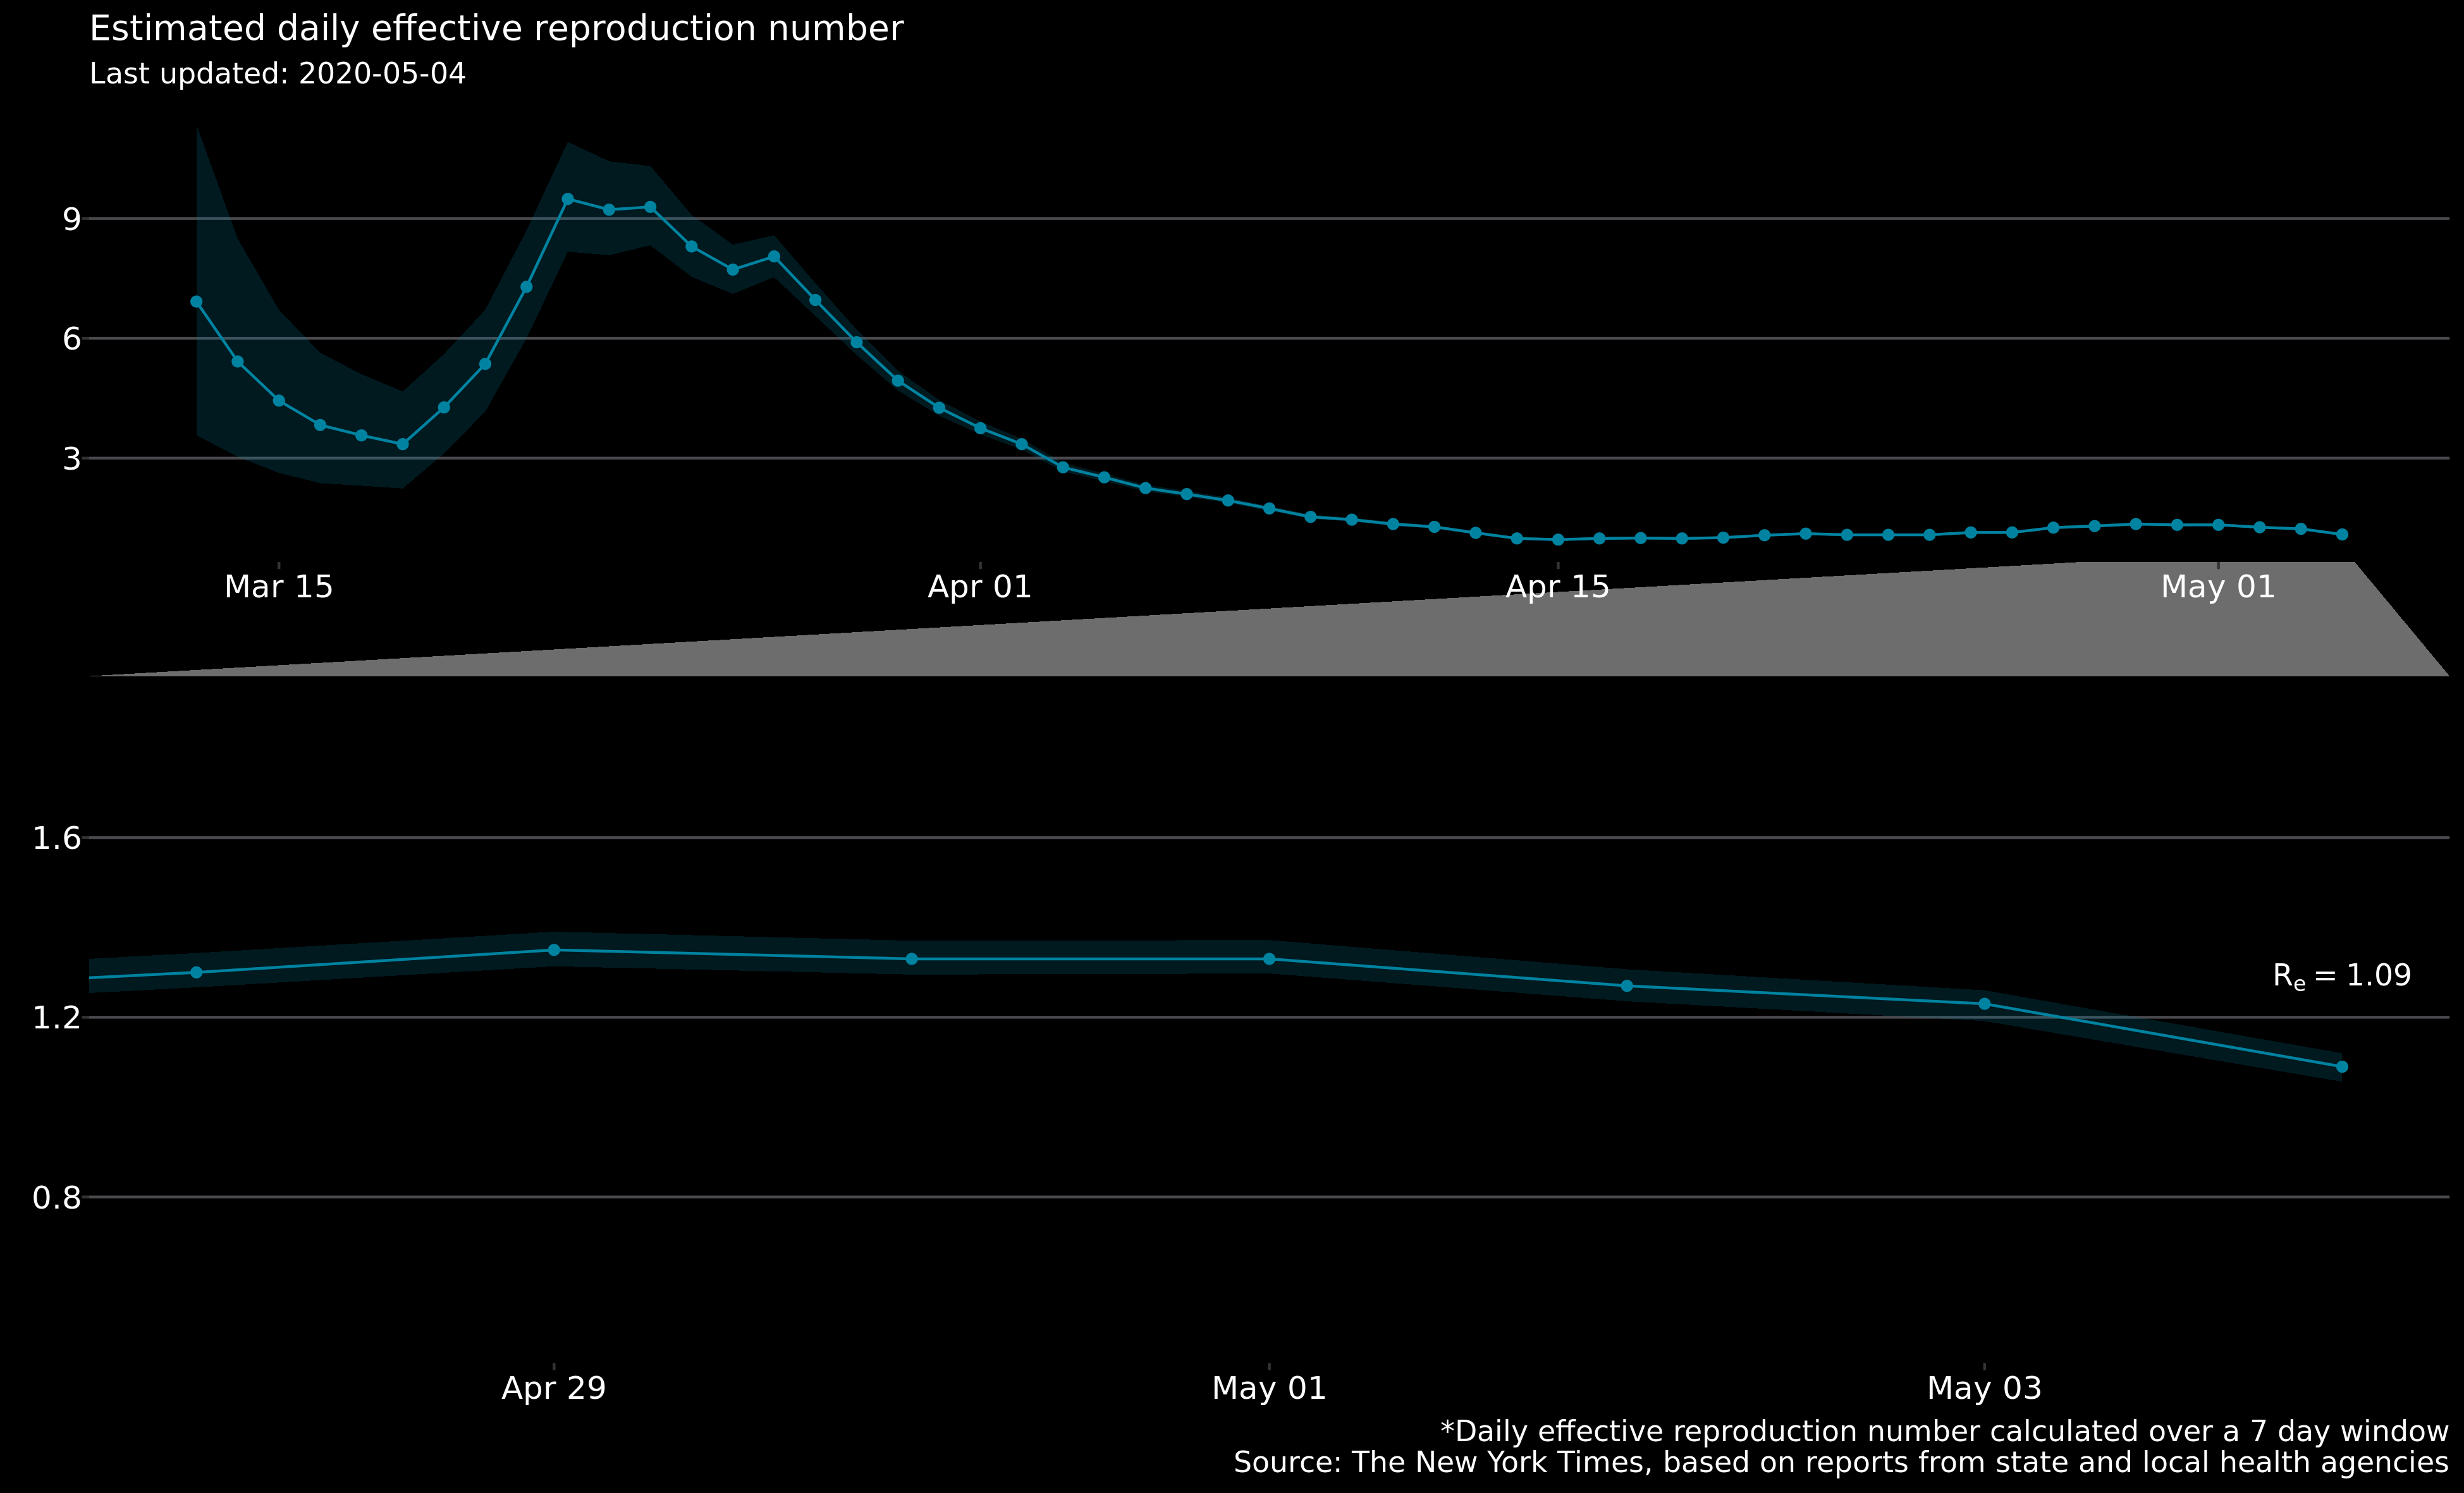 Estimated daily effective reproduction number
Last updated: 2020-05-04
9
6
3
Mar 15 Apr 01 Apr 15 May 01
1.6
Re = 1.09
1.2
0.8
Apr 29 May 01 May 03
*Daily effective reproduction number calculated over a 7 day window
Source: The New York Times, based on reports from state and local health agencies